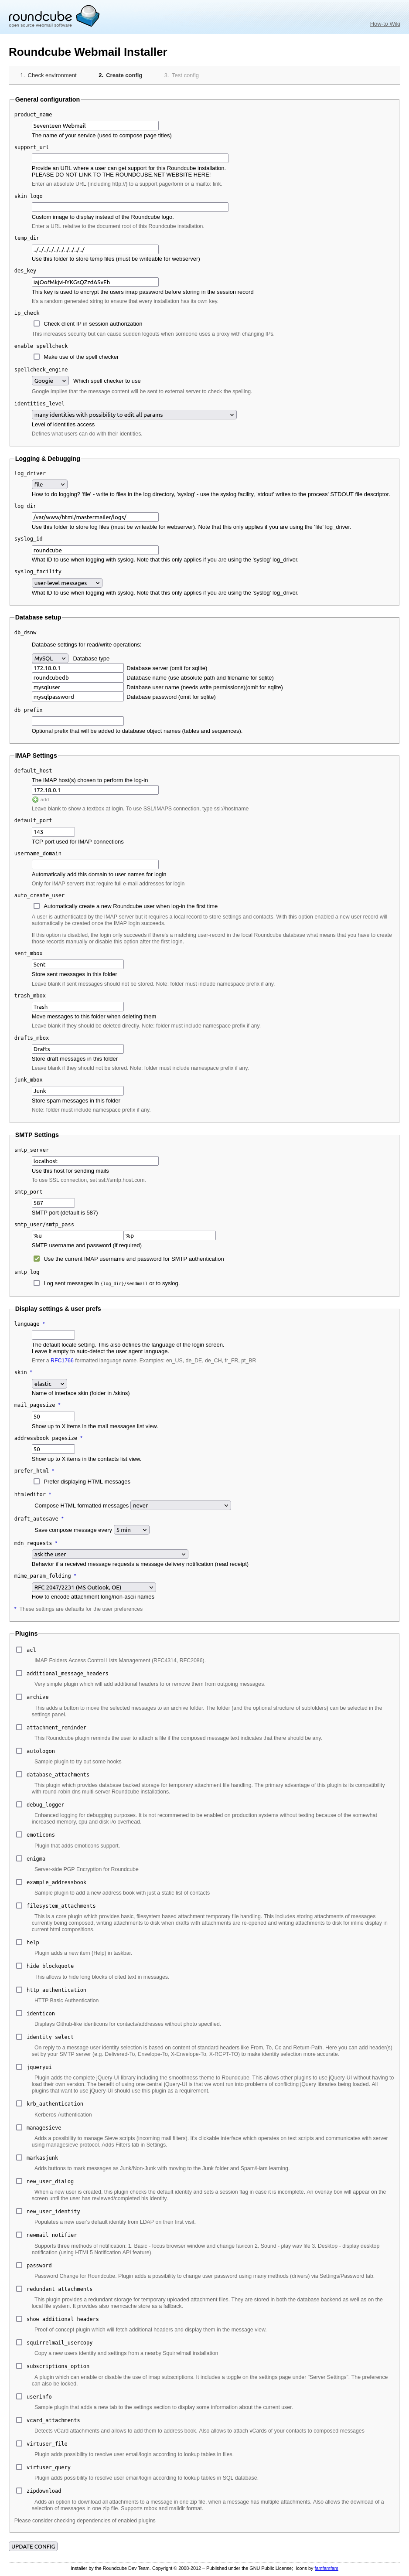 roundcube
open source webmail software
How-to Wiki
Roundcube Webmail Installer
1. Check environment 2. Create config 3. Test config
General configuration
product_name
Seventeen Webmail
The name of your service (used to compose page titles)
support_url
Provide an URL where a user can get support for this Roundcube installation.
PLEASE DO NOT LINK TO THE ROUNDCUBE.NET WEBSITE HERE!
Enter an absolute URL (including http://) to a support page/form or a mailto: link.
skin_logo
Custom image to display instead of the Roundcube logo.
Enter a URL relative to the document root of this Roundcube installation.
temp_dir
Use this folder to store temp files (must be writeable for webserver)
des_key
This key is used to encrypt the users imap password before storing in the session record
It's a random generated string to ensure that every installation has its own key.
ip_check
Check client IP in session authorization
This increases security but can cause sudden logouts when someone uses a proxy with changing IPs.
enable_spellcheck
Make use of the spell checker
spellcheck_engine
Googie Which spell checker to use
Googie implies that the message content will be sent to external server to check the spelling.
identities_level
many identities with possibility to edit all params
Level of identities access
Defines what users can do with their identities.
Logging & Debugging
log_driver
file
How to do logging? 'file' - write to files in the log directory, 'syslog' - use the syslog facility, 'stdout' writes to the process' STDOUT file descriptor.
log_dir
/var/www/html/mastermailer/logs/
Use this folder to store log files (must be writeable for webserver). Note that this only applies if you are using the 'file' log_driver.
syslog_id
roundcube
What ID to use when logging with syslog. Note that this only applies if you are using the 'syslog' log_driver.
syslog_facility
user-level messages
What ID to use when logging with syslog. Note that this only applies if you are using the 'syslog' log_driver.
Database setup
db_dsnw
Database settings for read/write operations:
MySQL Database type
172.18.0.1 Database server (omit for sqlite)
roundcubedb Database name (use absolute path and filename for sqlite)
mysqluser Database user name (needs write permissions)(omit for sqlite)
mysqlpassword Database password (omit for sqlite)
db_prefix
Optional prefix that will be added to database object names (tables and sequences).
IMAP Settings
default_host
The IMAP host(s) chosen to perform the log-in
172.18.0.1
add
Leave blank to show a textbox at login. To use SSL/IMAPS connection, type ssl://hostname
default_port
143
TCP port used for IMAP connections
username_domain
Automatically add this domain to user names for login
Only for IMAP servers that require full e-mail addresses for login
auto_create_user
Automatically create a new Roundcube user when log-in the first time
A user is authenticated by the IMAP server but it requires a local record to store settings and contacts. With this option enabled a new user record will
automatically be created once the IMAP login succeeds.
If this option is disabled, the login only succeeds if there's a matching user-record in the local Roundcube database what means that you have to create
those records manually or disable this option after the first login.
sent_mbox
Sent
Store sent messages in this folder
Leave blank if sent messages should not be stored. Note: folder must include namespace prefix if any.
trash_mbox
Trash
Move messages to this folder when deleting them
Leave blank if they should be deleted directly. Note: folder must include namespace prefix if any.
drafts_mbox
Drafts
Store draft messages in this folder
Leave blank if they should not be stored. Note: folder must include namespace prefix if any.
junk_mbox
Junk
Store spam messages in this folder
Note: folder must include namespace prefix if any.
SMTP Settings
smtp_server
localhost
Use this host for sending mails
To use SSL connection, set ssl://smtp.host.com.
smtp_port
587
SMTP port (default is 587)
smtp_user/smtp_pass
%u %p
SMTP username and password (if required)
Use the current IMAP username and password for SMTP authentication
smtp_log
Log sent messages in {log_dir}/sendmail or to syslog.
Display settings & user prefs
language *
The default locale setting. This also defines the language of the login screen.
Leave it empty to auto-detect the user agent language.
Enter a RFC1766 formatted language name. Examples: en_US, de_DE, de_CH, fr_FR, pt_BR
skin *
elastic
Name of interface skin (folder in /skins)
mail_pagesize *
50
Show up to X items in the mail messages list view.
addressbook_pagesize *
50
Show up to X items in the contacts list view.
prefer_html *
Prefer displaying HTML messages
htmleditor *
Compose HTML formatted messages never
draft_autosave *
Save compose message every 5 min
mdn_requests *
ask the user
Behavior if a received message requests a message delivery notification (read receipt)
mime_param_folding *
RFC 2047/2231 (MS Outlook, OE)
How to encode attachment long/non-ascii names
* These settings are defaults for the user preferences
Plugins
acl
IMAP Folders Access Control Lists Management (RFC4314, RFC2086).
additional_message_headers
Very simple plugin which will add additional headers to or remove them from outgoing messages.
archive
This adds a button to move the selected messages to an archive folder. The folder (and the optional structure of subfolders) can be selected in the
settings panel.
attachment_reminder
This Roundcube plugin reminds the user to attach a file if the composed message text indicates that there should be any.
autologon
Sample plugin to try out some hooks
database_attachments
This plugin which provides database backed storage for temporary attachment file handling. The primary advantage of this plugin is its compatibility
with round-robin dns multi-server Roundcube installations.
debug_logger
Enhanced logging for debugging purposes. It is not recommened to be enabled on production systems without testing because of the somewhat
increased memory, cpu and disk i/o overhead.
emoticons
Plugin that adds emoticons support.
enigma
Server-side PGP Encryption for Roundcube
example_addressbook
Sample plugin to add a new address book with just a static list of contacts
filesystem_attachments
This is a core plugin which provides basic, filesystem based attachment temporary file handling. This includes storing attachments of messages
currently being composed, writing attachments to disk when drafts with attachments are re-opened and writing attachments to disk for inline display in
current html compositions.
help
Plugin adds a new item (Help) in taskbar.
hide_blockquote
This allows to hide long blocks of cited text in messages.
http_authentication
HTTP Basic Authentication
identicon
Displays Github-like identicons for contacts/addresses without photo specified.
identity_select
On reply to a message user identity selection is based on content of standard headers like From, To, Cc and Return-Path. Here you can add header(s)
set by your SMTP server (e.g. Delivered-To, Envelope-To, X-Envelope-To, X-RCPT-TO) to make identity selection more accurate.
jqueryui
Plugin adds the complete jQuery-UI library including the smoothness theme to Roundcube. This allows other plugins to use jQuery-UI without having to
load their own version. The benefit of using one central jQuery-UI is that we wont run into problems of conflicting jQuery libraries being loaded. All
plugins that want to use jQuery-UI should use this plugin as a requirement.
krb_authentication
Kerberos Authentication
managesieve
Adds a possibility to manage Sieve scripts (incoming mail filters). It's clickable interface which operates on text scripts and communicates with server
using managesieve protocol. Adds Filters tab in Settings.
markasjunk
Adds buttons to mark messages as Junk/Non-Junk with moving to the Junk folder and Spam/Ham learning.
new_user_dialog
When a new user is created, this plugin checks the default identity and sets a session flag in case it is incomplete. An overlay box will appear on the
screen until the user has reviewed/completed his identity.
new_user_identity
Populates a new user's default identity from LDAP on their first visit.
newmail_notifier
Supports three methods of notification: 1. Basic - focus browser window and change favicon 2. Sound - play wav file 3. Desktop - display desktop
notification (using HTML5 Notification API feature).
password
Password Change for Roundcube. Plugin adds a possibility to change user password using many methods (drivers) via Settings/Password tab.
redundant_attachments
This plugin provides a redundant storage for temporary uploaded attachment files. They are stored in both the database backend as well as on the
local file system. It provides also memcache store as a fallback.
show_additional_headers
Proof-of-concept plugin which will fetch additional headers and display them in the message view.
squirrelmail_usercopy
Copy a new users identity and settings from a nearby Squirrelmail installation
subscriptions_option
A plugin which can enable or disable the use of imap subscriptions. It includes a toggle on the settings page under "Server Settings". The preference
can also be locked.
userinfo
Sample plugin that adds a new tab to the settings section to display some information about the current user.
vcard_attachments
Detects vCard attachments and allows to add them to address book. Also allows to attach vCards of your contacts to composed messages
virtuser_file
Plugin adds possibility to resolve user email/login according to lookup tables in files.
virtuser_query
Plugin adds possibility to resolve user email/login according to lookup tables in SQL database.
zipdownload
Adds an option to download all attachments to a message in one zip file, when a message has multiple attachments. Also allows the download of a
selection of messages in one zip file. Supports mbox and maildir format.
Please consider checking dependencies of enabled plugins
UPDATE CONFIG
Installer by the Roundcube Dev Team. Copyright © 2008-2012 – Published under the GNU Public License; Icons by famfamfam